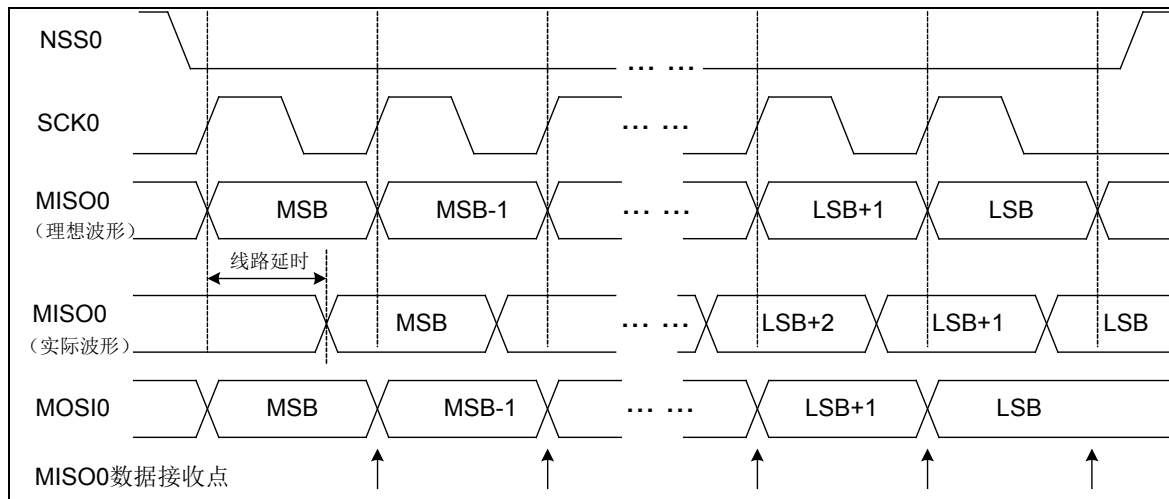 NSS0
... ...
SCK0
... ...
MISO0
（理想波形）
MSB MSB-1 ... ... LSB+1 LSB
线路延时
MISO0
（实际波形）
MSB ... ... LSB+2 LSB+1 LSB
MOSI0 MSB MSB-1 ... ... LSB+1 LSB
MISO0数据接收点